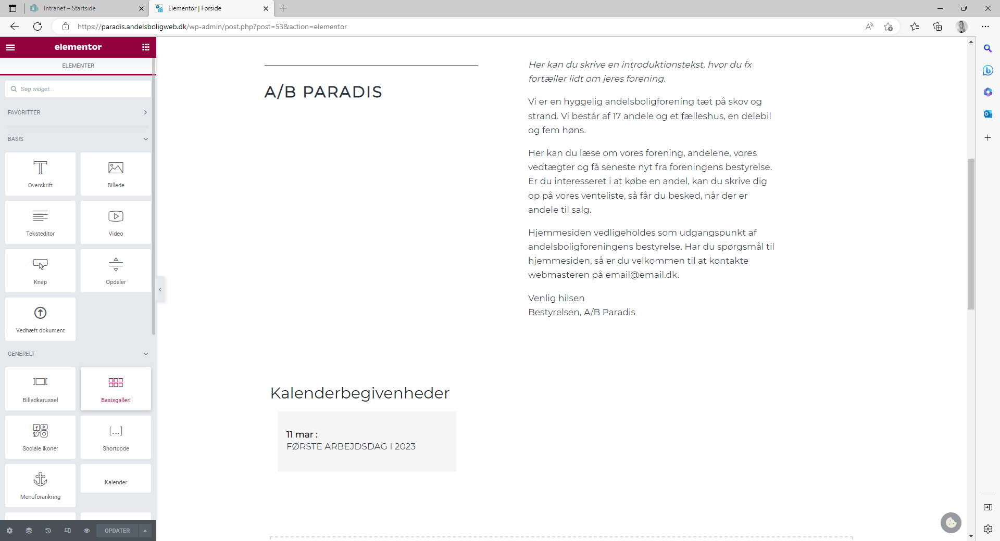 Intranet – Startside
Elementor | Forside
https://paradis.andelsboligweb.dk/wp-admin/post.php?post=53&action=elementor
elementor
ELEMENTER
Søg widget...
FAVORITTER
BASIS
Overskrift
Billede
Teksteditor
Video
Knap
Opdeler
Vedhæft dokument
GENERELT
Billedkarussel
Basisgalleri
Sociale ikoner
[...]
Shortcode
Menuforankring
Kalender
OPDATER
A/B PARADIS
Her kan du skrive en introduktionstekst, hvor du fx
fortæller lidt om jeres forening.
Vi er en hyggelig andelsboligforening tæt på skov og
strand. Vi består af 17 andele og et fælleshus, en delebil
og fem høns.
Her kan du læse om vores forening, andelene, vores
vedtægter og få seneste nyt fra foreningens bestyrelse.
Er du interesseret i at købe en andel, kan du skrive dig
op på vores venteliste, så får du besked, når der er
andele til salg.
Hjemmesiden vedligeholdes som udgangspunkt af
andelsboligforeningens bestyrelse. Har du spørgsmål til
hjemmesiden, så er du velkommen til at kontakte
webmasteren på email@email.dk.
Venlig hilsen
Bestyrelsen, A/B Paradis
Kalenderbegivenheder
11 mar :
FØRSTE ARBEJDSDAG I 2023